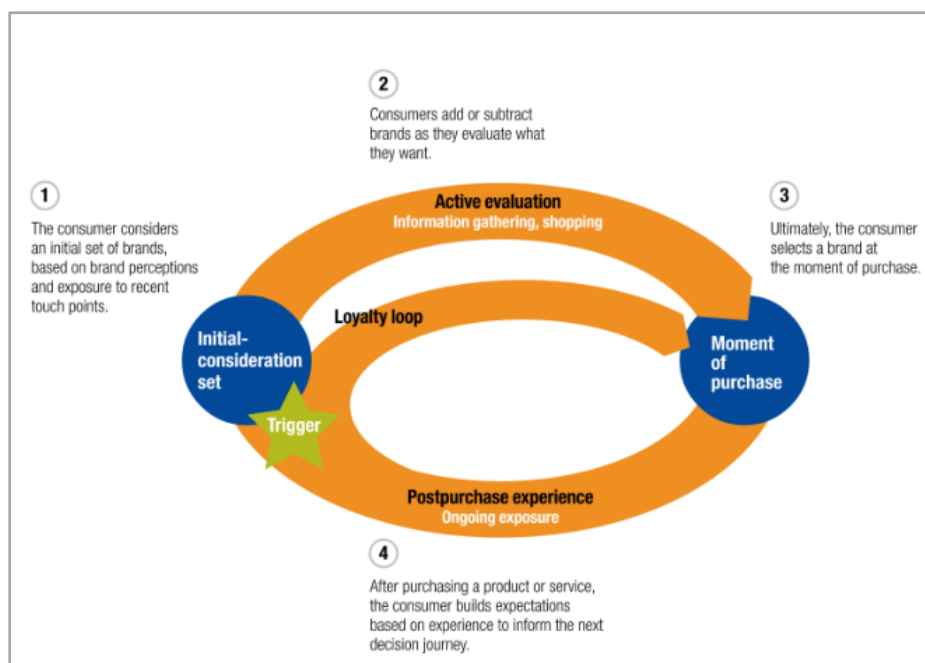 1
The consumer considers
an initial set of brands,
based on brand perceptions
and exposure to recent
touch points.
2
Consumers add or subtract
brands as they evaluate what
they want.
Active evaluation
Information gathering, shopping
3
Ultimately, the consumer
selects a brand at
the moment of purchase.
Loyalty loop
Initial-
consideration
set
Trigger
Moment
of
purchase
Postpurchase experience
Ongoing exposure
4
After purchasing a product or service,
the consumer builds expectations
based on experience to inform the next
decision journey.